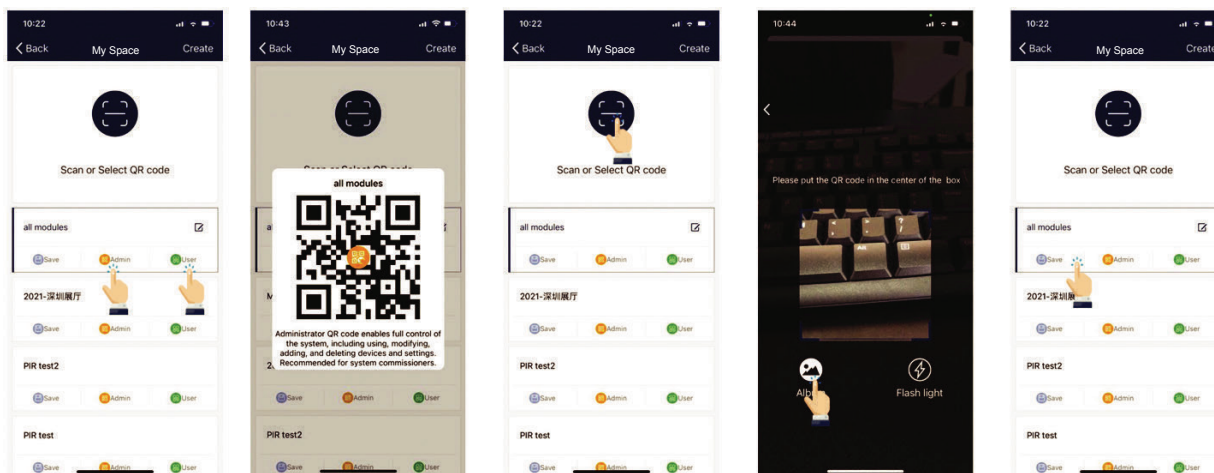 10:22
Back My Space Create
Scan or Select QR code
all modules
Save Admin User
2021-深圳展厅
Save Admin User
PIR test2
Save Admin User
PIR test
Save Admin User
10:43
Back My Space Create
all modules
Administrator QR code enables full control of
the system, including using, modifying,
adding, and deleting devices and settings.
Recommended for system commissioners.
Save Admin User
PIR test2
Save Admin User
10:22
Back My Space Create
Scan or Select QR code
all modules
Save Admin User
2021-深圳展厅
Save Admin User
PIR test2
Save Admin User
PIR test
Save Admin User
10:44
Please put the QR code in the center of the box
Flash light
10:22
Back My Space Create
Scan or Select QR code
all modules
Save Admin User
2021-深圳展
Save Admin User
PIR test2
Save Admin User
PIR test
Save Admin User